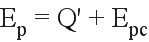 Eₚ = Q' + Eₚc